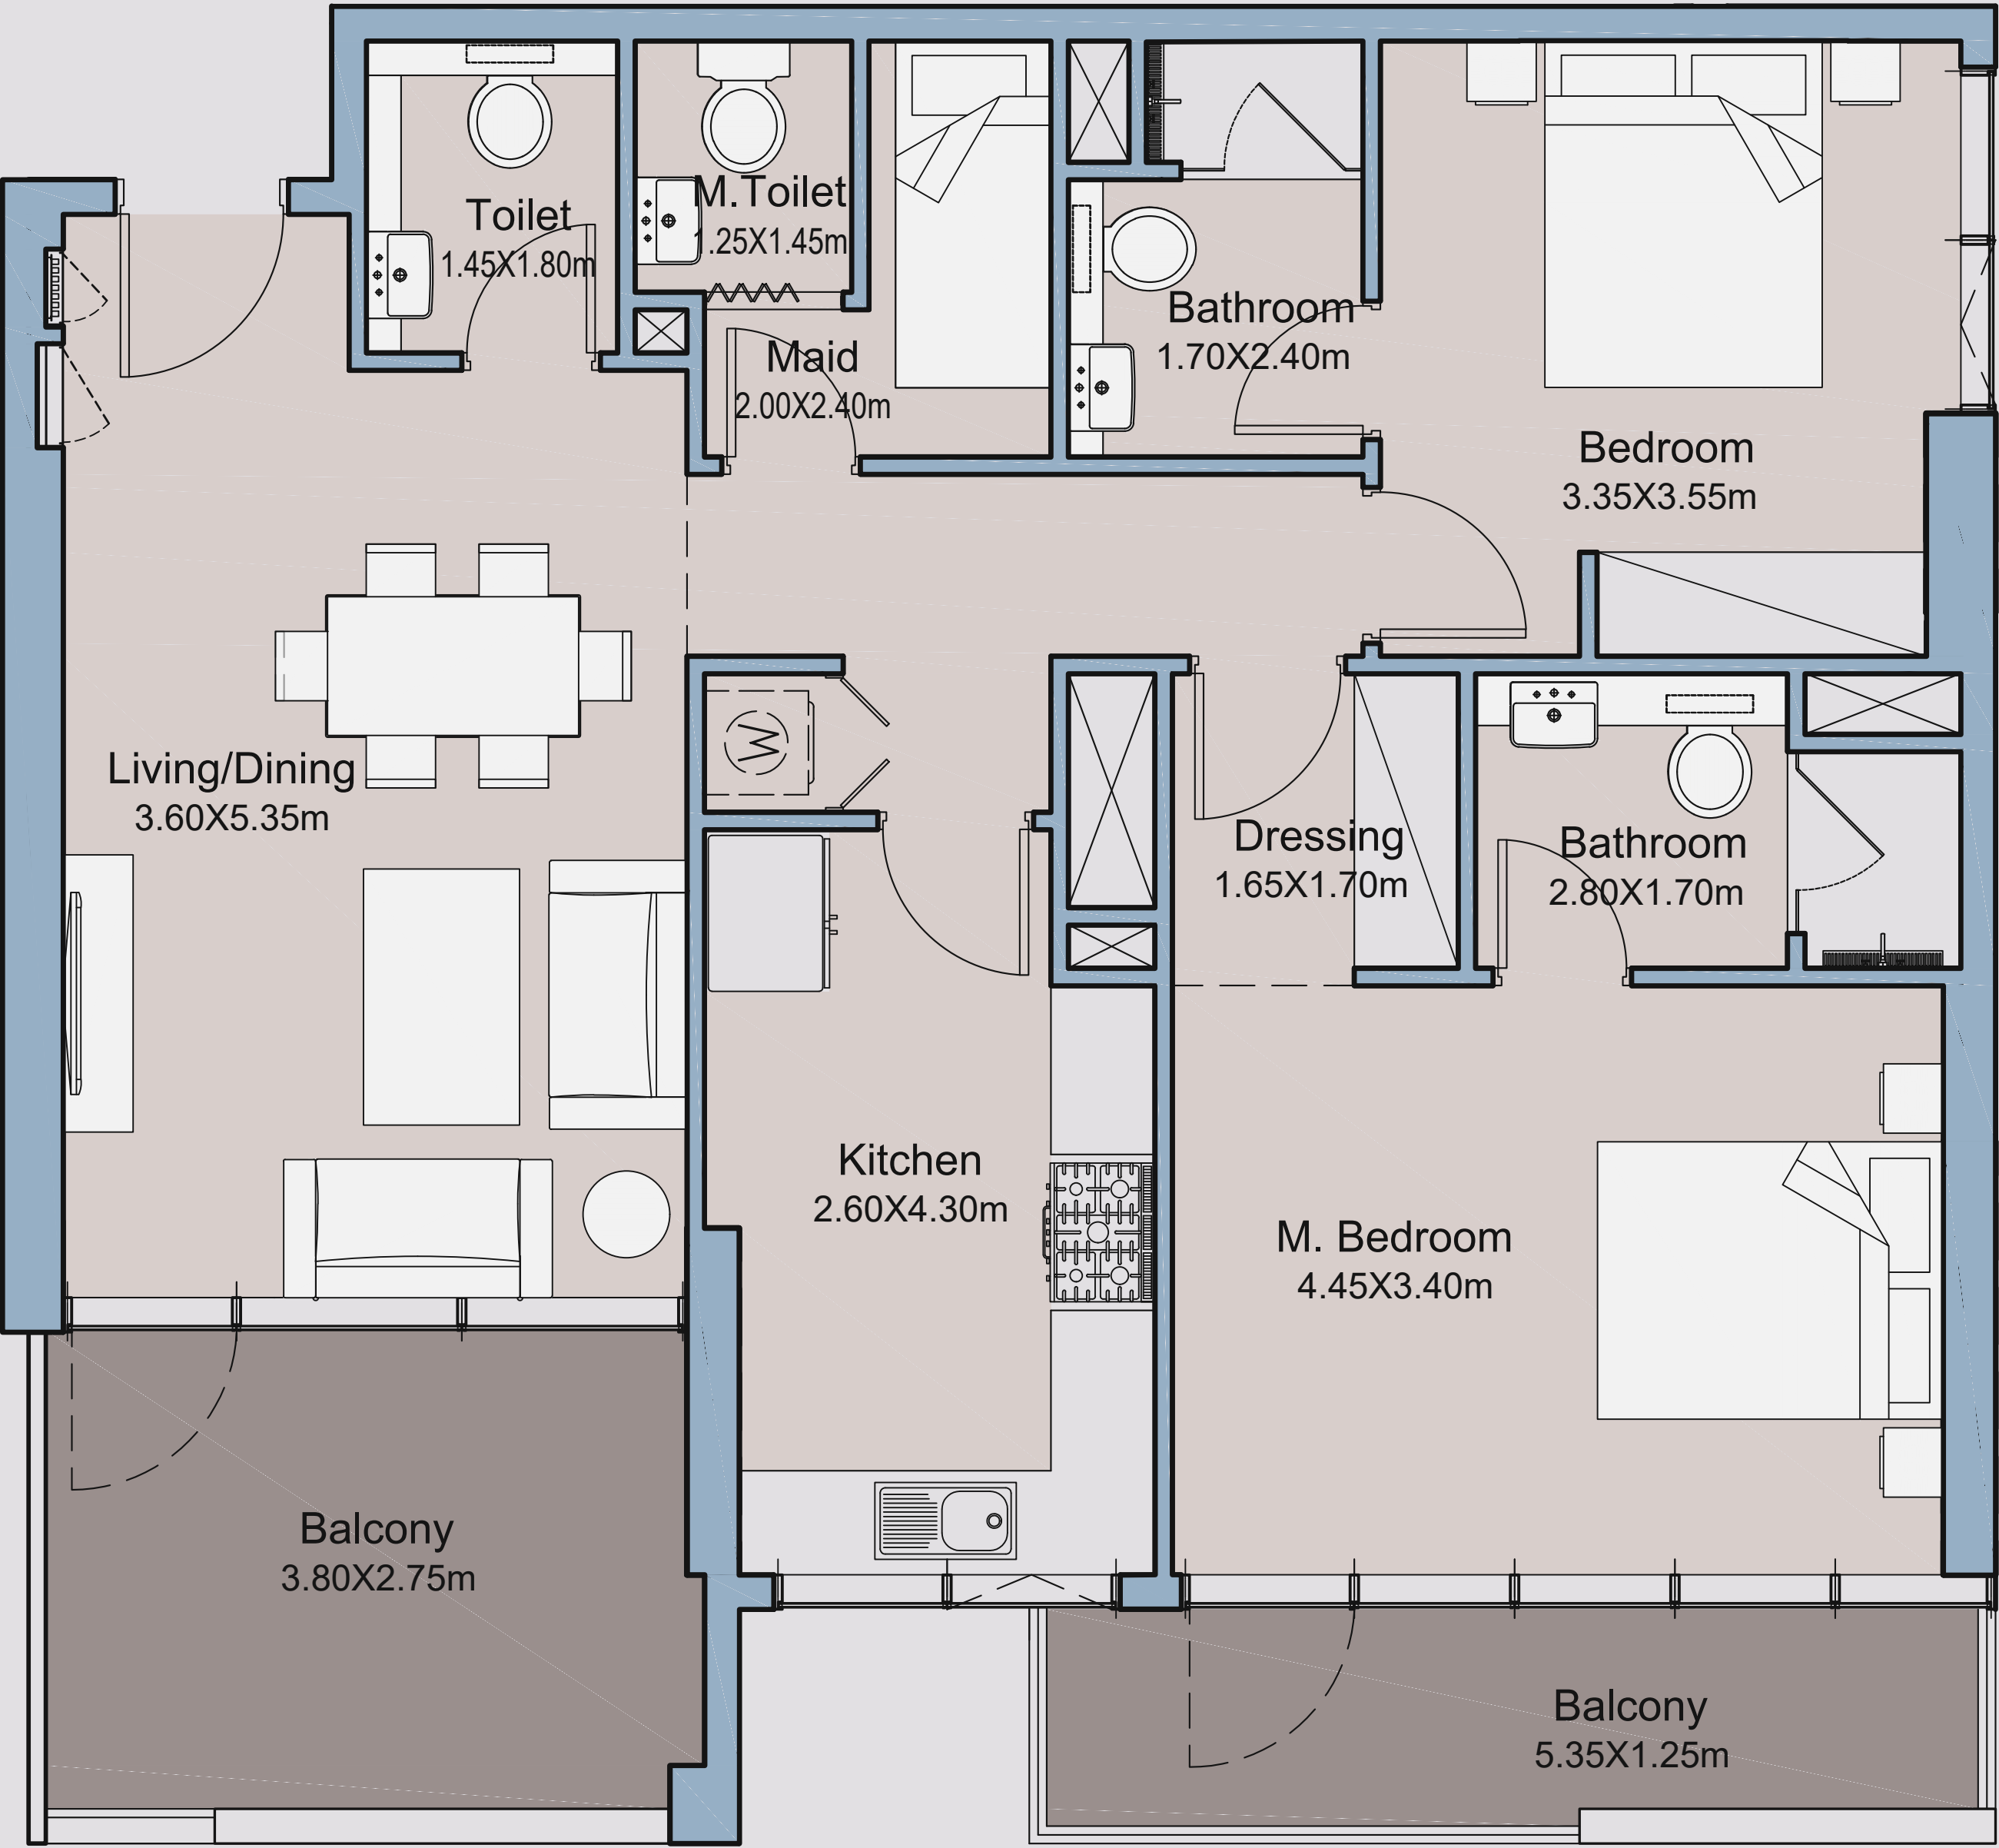 Toilet
1.45X1.80m
M.Toilet
1.25X1.45m
Maid
2.00X2.40m
Bathroom
1.70X2.40m
Bedroom
3.35X3.55m
Living/Dining
3.60X5.35m
W
Dressing
1.65X1.70m
Bathroom
2.80X1.70m
Kitchen
2.60X4.30m
M. Bedroom
4.45X3.40m
Balcony
3.80X2.75m
Balcony
5.35X1.25m